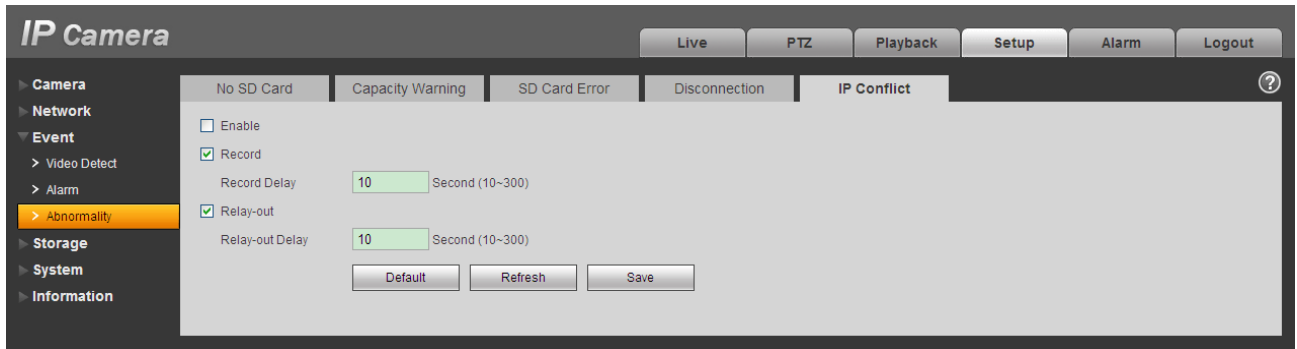 IP Camera
Live PTZ Playback Setup Alarm Logout
Camera
Network
Event
> Video Detect
> Alarm
> Abnormality
Storage
System
Information
No SD Card Capacity Warning SD Card Error Disconnection IP Conflict ?
Enable
Record
Record Delay 10 Second (10~300)
Relay-out
Relay-out Delay 10 Second (10~300)
Default Refresh Save